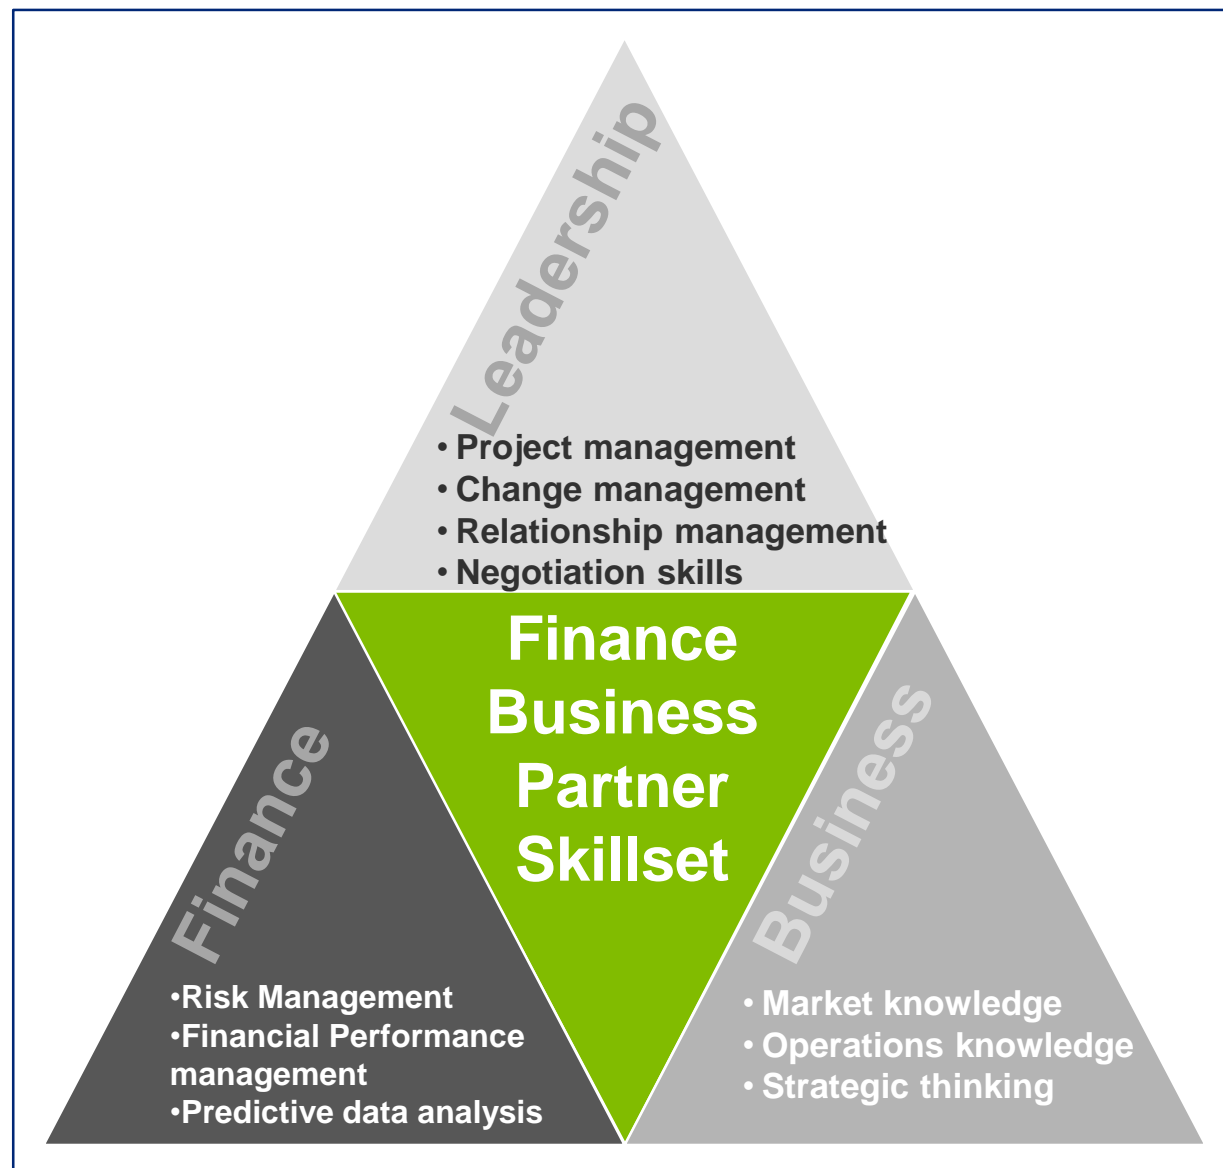 Leadership
• Project management
• Change management
• Relationship management
• Negotiation skills
Finance
Business
Partner
Skillset
Finance
•Risk Management
•Financial Performance
management
•Predictive data analysis
Business
• Market knowledge
• Operations knowledge
• Strategic thinking